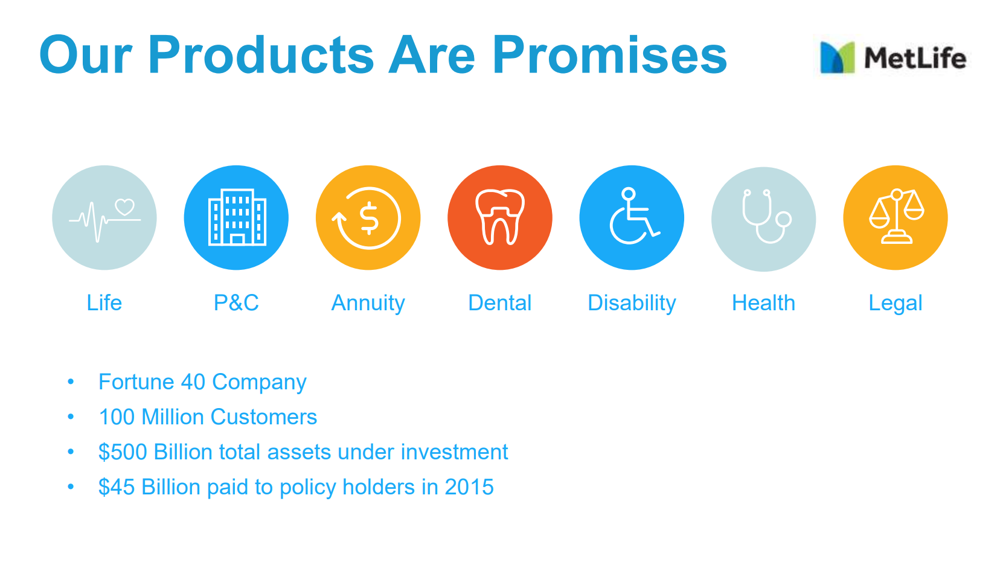 Our Products Are Promises
MetLife
Life
P&C
Annuity
Dental
Disability
Health
Legal
• Fortune 40 Company
• 100 Million Customers
• $500 Billion total assets under investment
• $45 Billion paid to policy holders in 2015